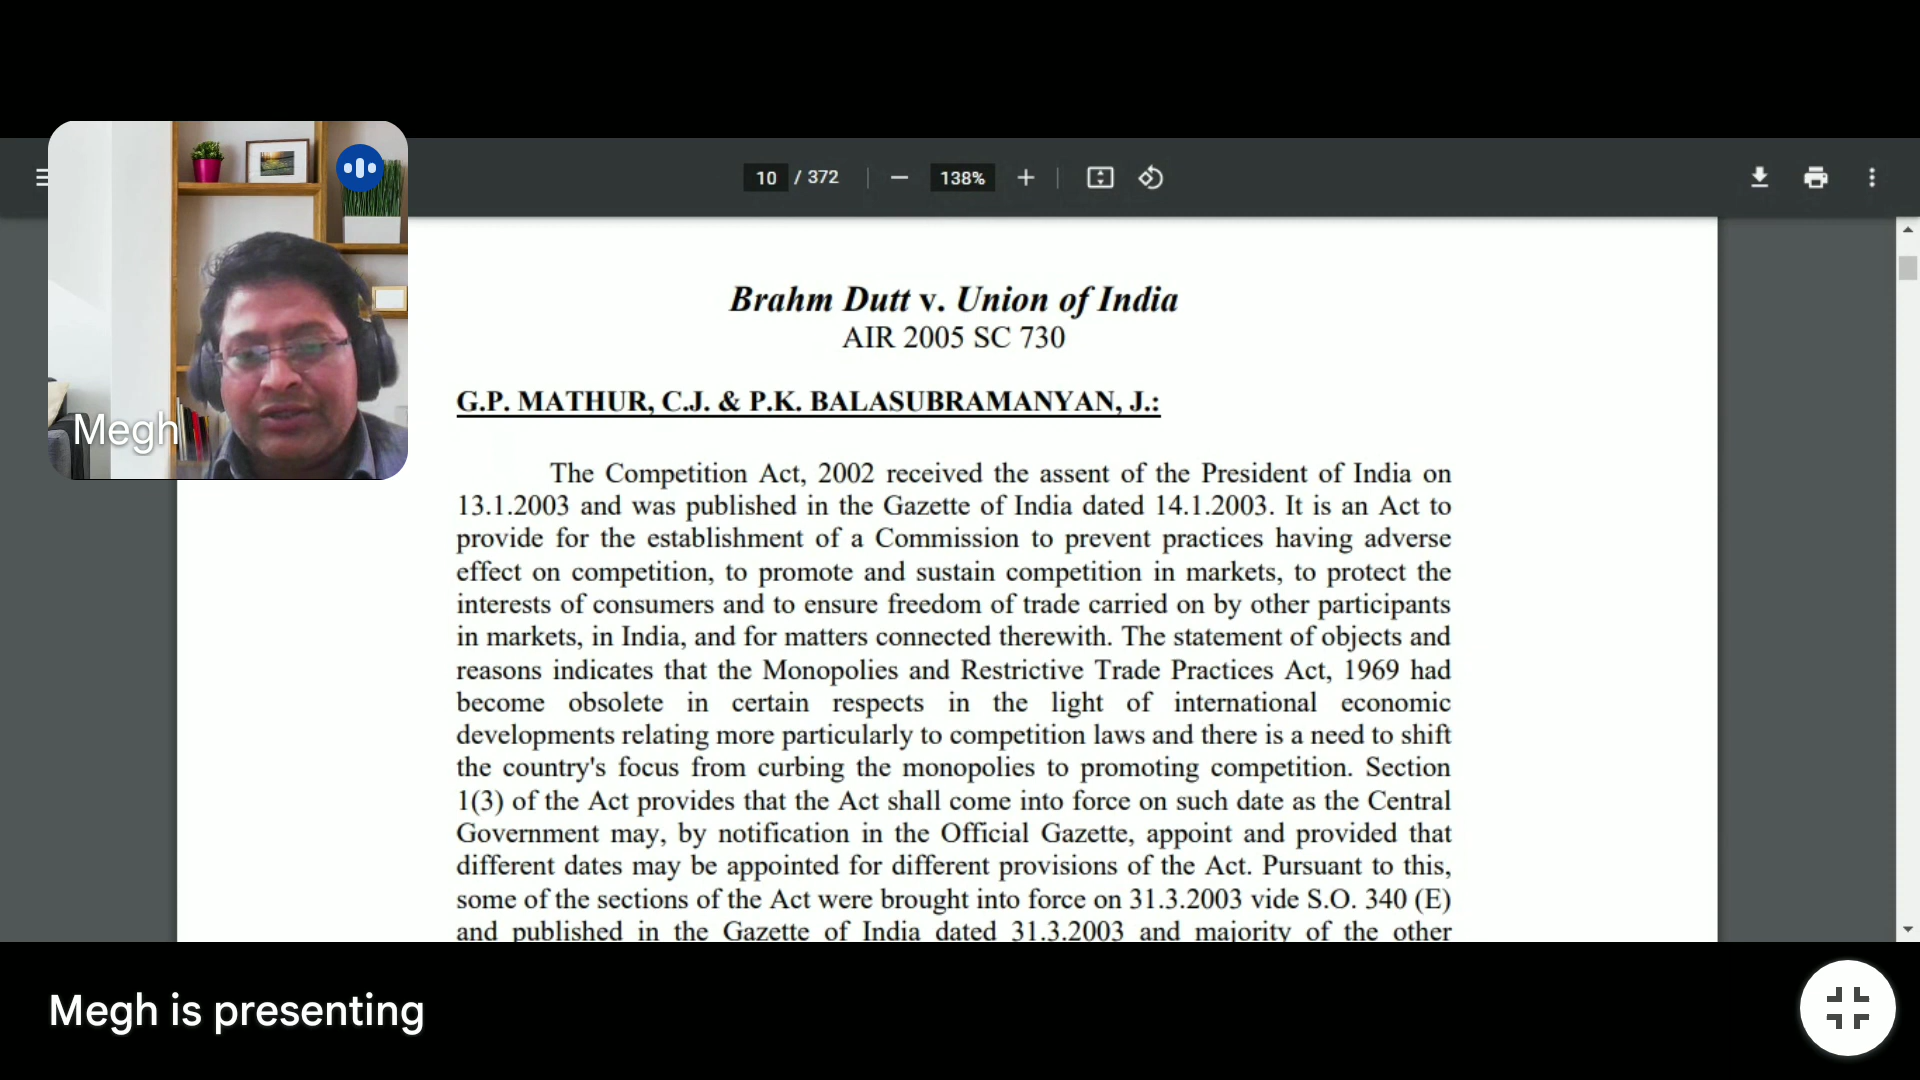 10 / 372
138%
Megh
Brahm Dutt v. Union of India
AIR 2005 SC 730
G.P. MATHUR, C.J. & P.K. BALASUBRAMANYAN, J.:
The Competition Act, 2002 received the assent of the President of India on
13.1.2003 and was published in the Gazette of India dated 14.1.2003. It is an Act to
provide for the establishment of a Commission to prevent practices having adverse
effect on competition, to promote and sustain competition in markets, to protect the
interests of consumers and to ensure freedom of trade carried on by other participants
in markets, in India, and for matters connected therewith. The statement of objects and
reasons indicates that the Monopolies and Restrictive Trade Practices Act, 1969 had
become obsolete in certain respects in the light of international economic
developments relating more particularly to competition laws and there is a need to shift
the country's focus from curbing the monopolies to promoting competition. Section
1(3) of the Act provides that the Act shall come into force on such date as the Central
Government may, by notification in the Official Gazette, appoint and provided that
different dates may be appointed for different provisions of the Act. Pursuant to this,
some of the sections of the Act were brought into force on 31.3.2003 vide S.O. 340 (E)
and published in the Gazette of India dated 31.3.2003 and majority of the other
Megh is presenting